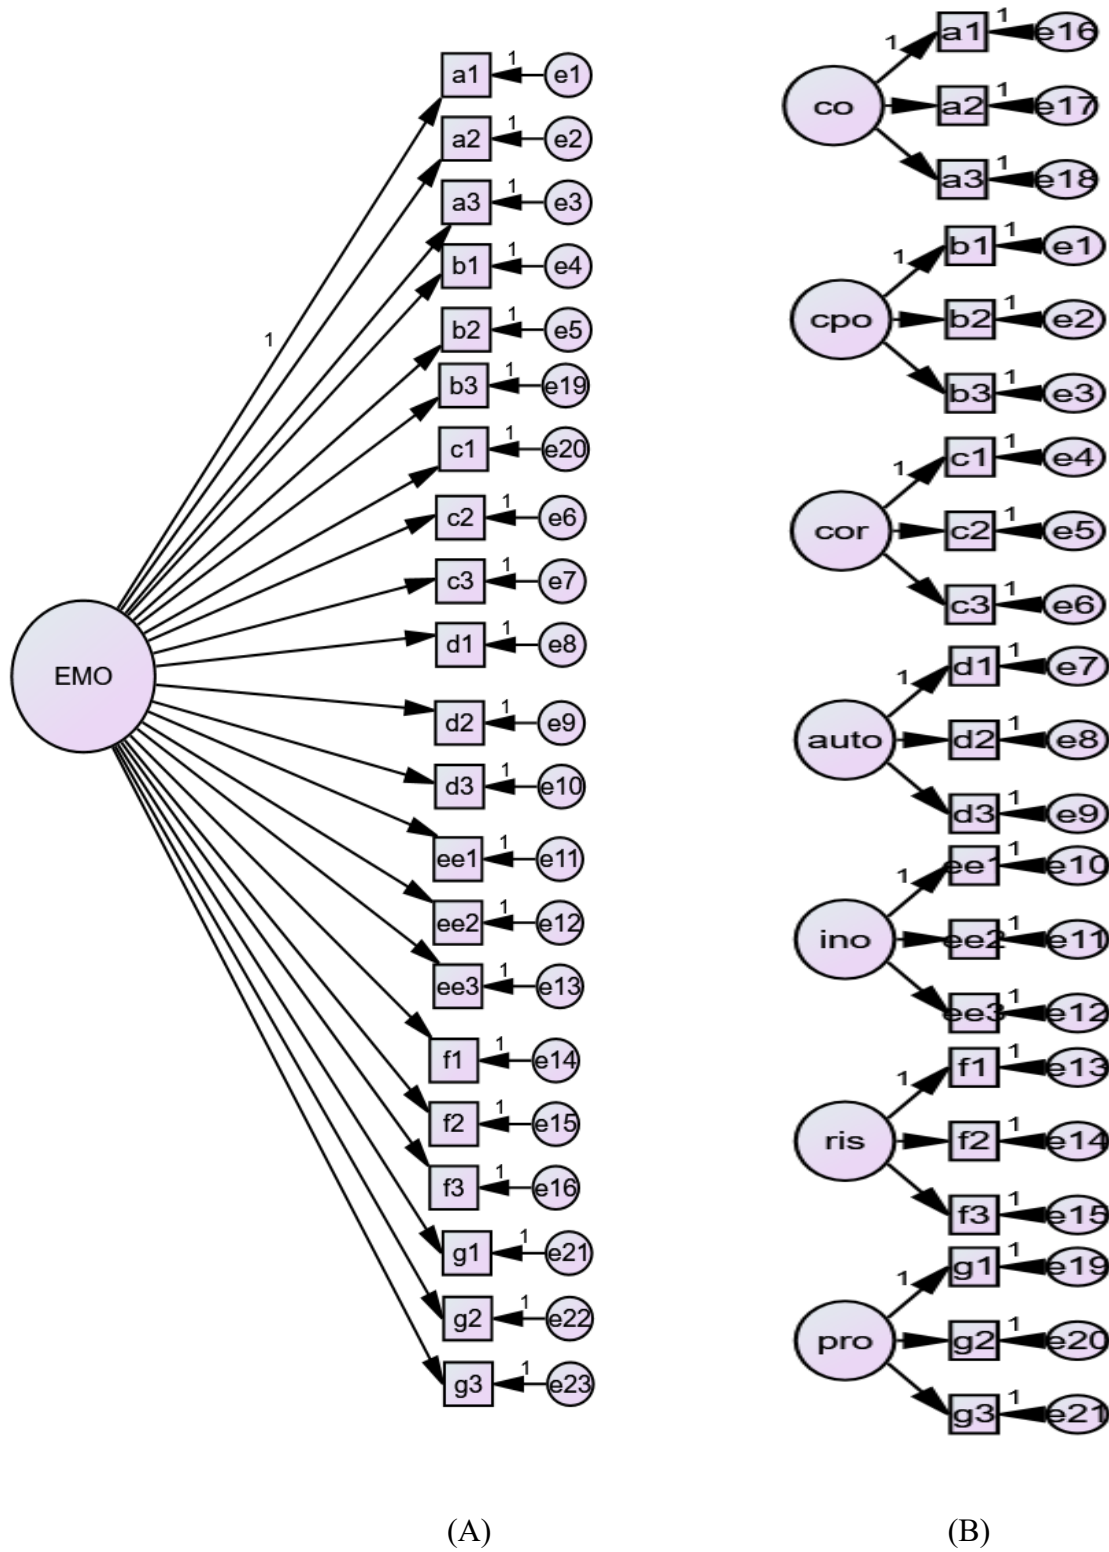 a1 1 e1
a2 1 e2
a3 1 e3
b1 1 e4
b2 1 e5
1
b3 1 e19
c1 1 e20
c2 1 e6
c3 1 e7
d1 1 e8
EMO
d2 1 e9
d3 1 e10
ee1 1 e11
ee2 1 e12
ee3 1 e13
f1 1 e14
f2 1 e15
f3 1 e16
g1 1 e21
g2 1 e22
g3 1 e23
(A)
1 a1 1 e16
co a2 1 e17
a3 1 e18
1 b1 1 e1
cpo b2 1 e2
b3 1 e3
1 c1 1 e4
cor c2 1 e5
c3 1 e6
1 d1 1 e7
auto d2 1 e8
d3 1 e9
1 ee1 1 e10
ino ee2 1 e11
ee3 1 e12
1 f1 1 e13
ris f2 1 e14
f3 1 e15
1 g1 1 e19
pro g2 1 e20
g3 1 e21
(B)